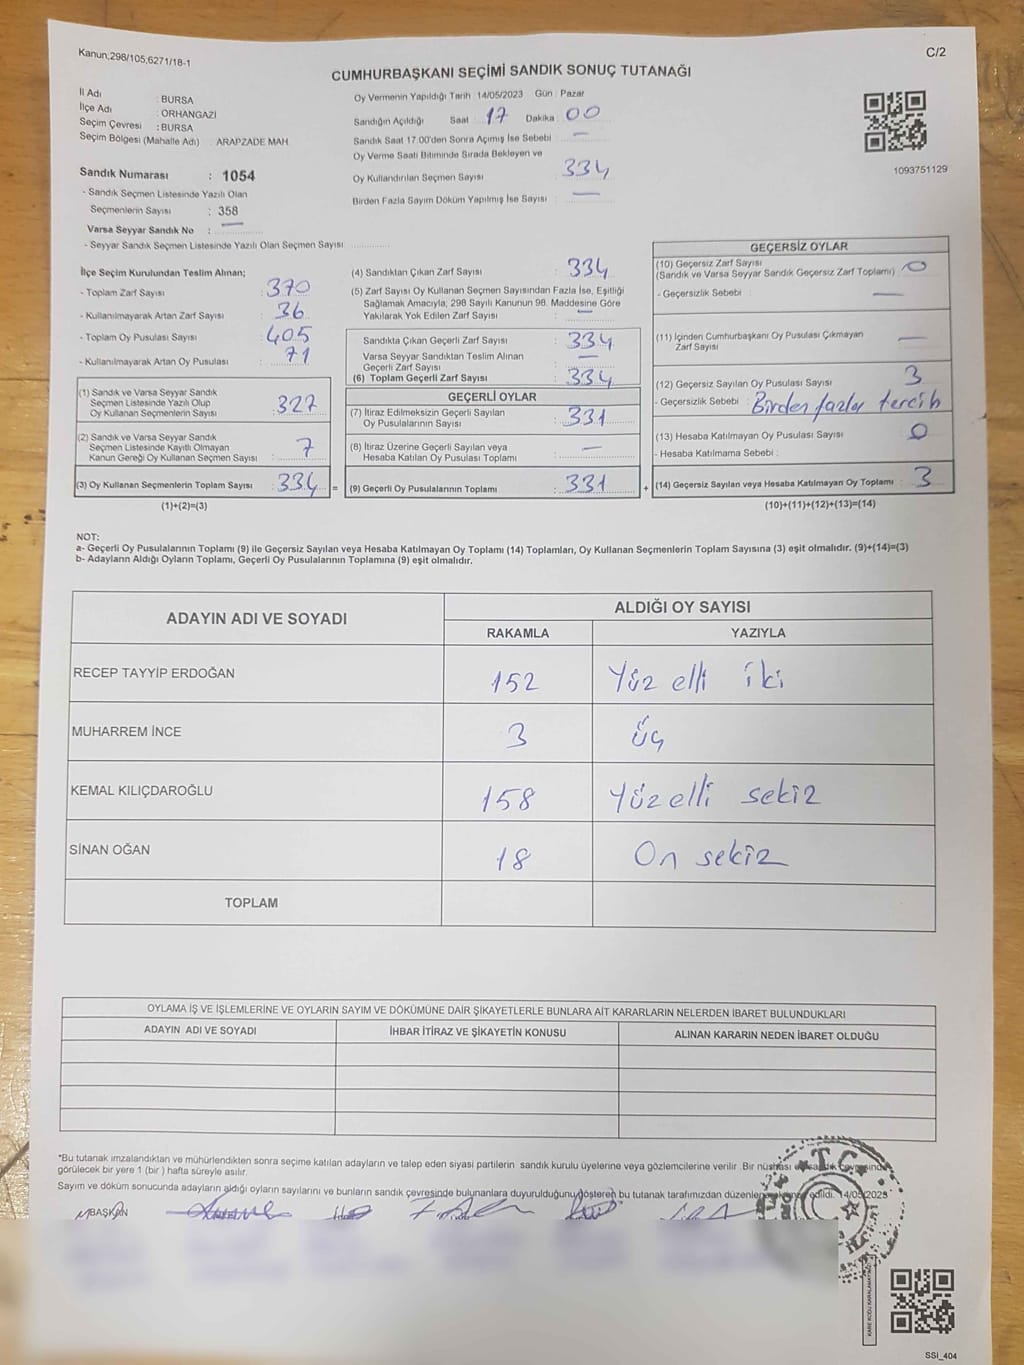 Kanun;298/105,6271/18-1
C/2
CUMHURBAŞKANI SEÇİMİ SANDIK SONUÇ TUTANAĞI
İl Adı : BURSA
İlçe Adı : ORHANGAZİ
Seçim Çevresi : BURSA
Seçim Bölgesi (Mahalle Adı) : ARAPZADE MAH
Oy Vermenin Yapıldığı Tarih : 14/05/2023 Gün : Pazar
Sandığın Açıldığı Saat : 17 Dakika : 00
Sandık Saat 17.00'den Sonra Açımış İse Sebebi : —
Oy Verme Saati Bitiminde Sırada Bekleyen ve
Oy Kullandırılan Seçmen Sayısı : 334
Birden Fazla Sayım Döküm Yapılmış İse Sayısı : —
1093751129
Sandık Numarası : 1054
- Sandık Seçmen Listesinde Yazılı Olan
Seçmenlerin Sayısı : 358
Varsa Seyyar Sandık No : —
- Seyyar Sandık Seçmen Listesinde Yazılı Olan Seçmen Sayısı:
İlçe Seçim Kurulundan Teslim Alınan;
- Toplam Zarf Sayısı : 370
- Kullanılmayarak Artan Zarf Sayısı : 36
- Toplam Oy Pusulası Sayısı : 405
- Kullanılmayarak Artan Oy Pusulası : 71
(1) Sandık ve Varsa Seyyar Sandık
Seçmen Listesinde Yazılı Olup
Oy Kullanan Seçmenlerin Sayısı : 327
(2) Sandık ve Varsa Seyyar Sandık
Seçmen Listesinde Kayıtlı Olmayan
Kanun Gereği Oy Kullanan Seçmen Sayısı : 7
(3) Oy Kullanan Seçmenlerin Toplam Sayısı : 334 =
(1)+(2)=(3)
(4) Sandıktan Çıkan Zarf Sayısı : 334
(5) Zarf Sayısı Oy Kullanan Seçmen Sayısından Fazla İse, Eşitliği
Sağlamak Amacıyla, 298 Sayılı Kanunun 98. Maddesine Göre
Yakılarak Yok Edilen Zarf Sayısı : —
Sandıkta Çıkan Geçerli Zarf Sayısı : 334
Varsa Seyyar Sandıktan Teslim Alınan
Geçerli Zarf Sayısı : —
(6) Toplam Geçerli Zarf Sayısı : 334
GEÇERLİ OYLAR
(7) İtiraz Edilmeksizin Geçerli Sayılan
Oy Pusulalarının Sayısı : 331
(8) İtiraz Üzerine Geçerli Sayılan veya
Hesaba Katılan Oy Pusulası Toplamı : —
(9) Geçerli Oy Pusulalarının Toplamı : 331 +
GEÇERSİZ OYLAR
(10) Geçersiz Zarf Sayısı
(Sandık ve Varsa Seyyar Sandık Geçersiz Zarf Toplamı) : 0
- Geçersizlik Sebebi : —
(11) İçinden Cumhurbaşkanı Oy Pusulası Çıkmayan
Zarf Sayısı : —
(12) Geçersiz Sayılan Oy Pusulası Sayısı : 3
- Geçersizlik Sebebi : Birden fazla tercih
(13) Hesaba Katılmayan Oy Pusulası Sayısı : 0
- Hesaba Katılmama Sebebi :
(14) Geçersiz Sayılan veya Hesaba Katılmayan Oy Toplamı : 3
(10)+(11)+(12)+(13)=(14)
NOT:
a- Geçerli Oy Pusulalarının Toplamı (9) ile Geçersiz Sayılan veya Hesaba Katılmayan Oy Toplamı (14) Toplamları, Oy Kullanan Seçmenlerin Toplam Sayısına (3) eşit olmalıdır. (9)+(14)=(3)
b- Adayların Aldığı Oyların Toplamı, Geçerli Oy Pusulalarının Toplamına (9) eşit olmalıdır.
ADAYIN ADI VE SOYADI
ALDIĞI OY SAYISI
RAKAMLA YAZIYLA
RECEP TAYYİP ERDOĞAN 152 Yüz elli iki
MUHARREM İNCE 3 üç
KEMAL KILIÇDAROĞLU 158 Yüzelli sekiz
SİNAN OĞAN 18 On sekiz
TOPLAM
OYLAMA İŞ VE İŞLEMLERİNE VE OYLARIN SAYIM VE DÖKÜMÜNE DAİR ŞİKAYETLERLE BUNLARA AİT KARARLARIN NELERDEN İBARET BULUNDUKLARI
ADAYIN ADI VE SOYADI İHBAR İTİRAZ VE ŞİKAYETİN KONUSU ALINAN KARARIN NEDEN İBARET OLDUĞU
*Bu tutanak imzalandıktan ve mühürlendikten sonra seçime katılan adayların ve talep eden siyasi partilerin sandık kurulu üyelerine veya gözlemcilerine verilir. Bir nüshası da sandık çevresinde
görülecek bir yere 1 (bir) hafta süreyle asılır.
Sayım ve döküm sonucunda adayların aldığı oyların sayılarını ve bunların sandık çevresinde bulunanlara duyurulduğunu gösteren bu tutanak tarafımızdan düzenlenerek imza edildi. 14/05/2023
BAŞKAN
T.C.
SSİ_404